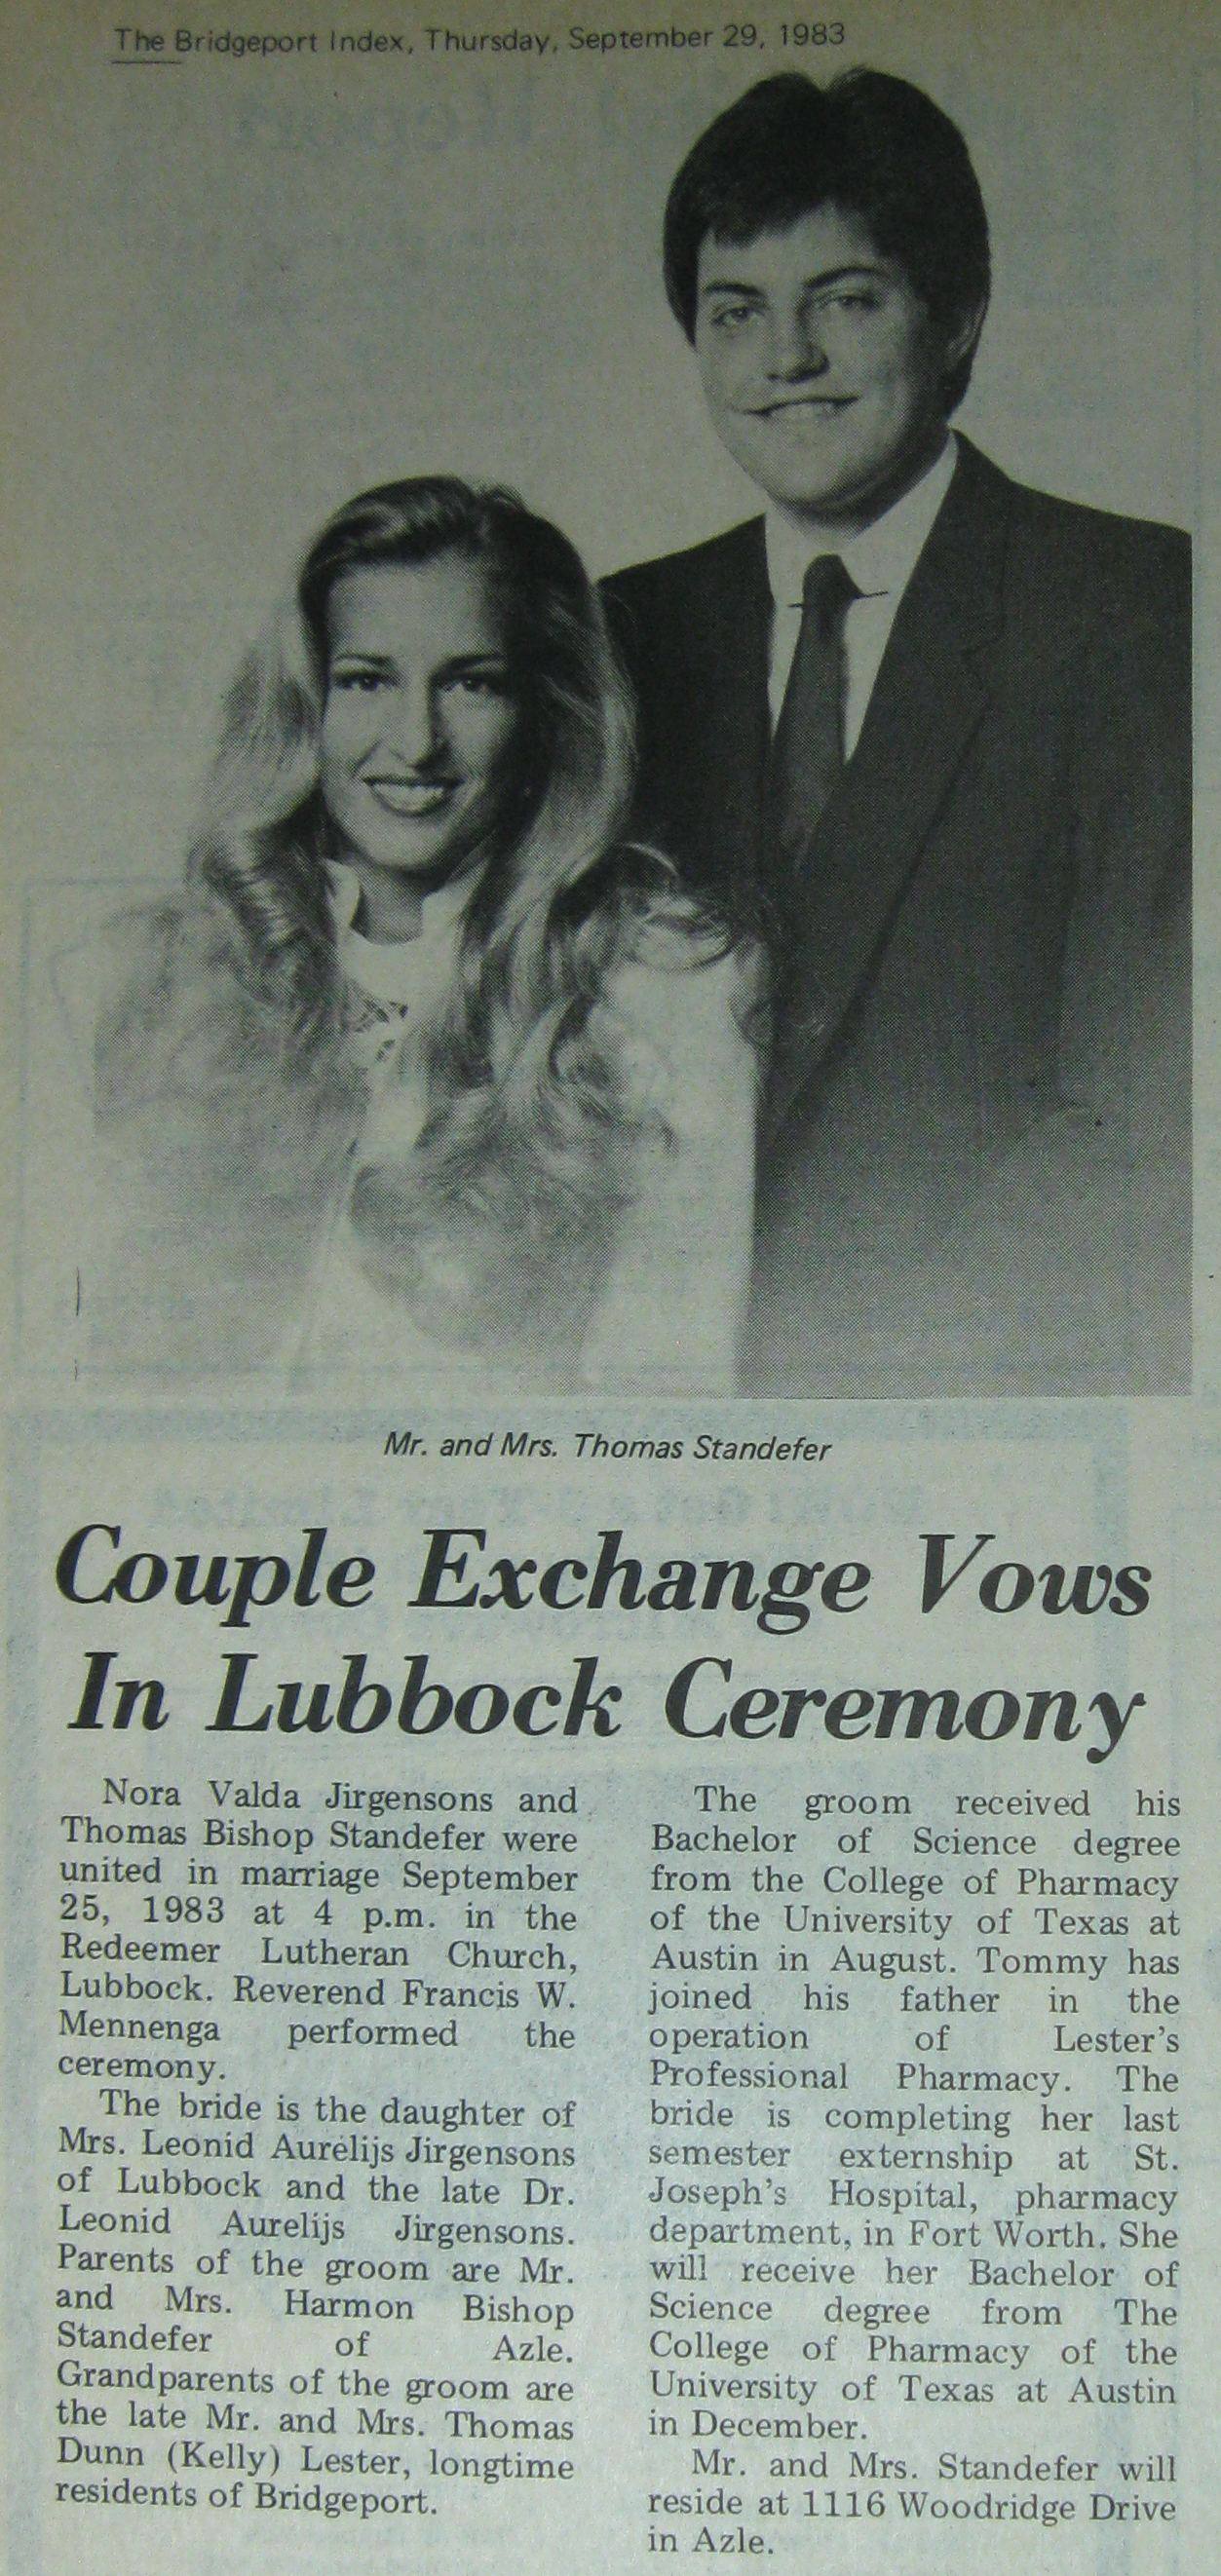 The Bridgeport Index, Thursday, September 29, 1983
Mr. and Mrs. Thomas Standefer
Couple Exchange Vows
In Lubbock Ceremony
Nora Valda Jirgensons and
Thomas Bishop Standefer were
united in marriage September
25, 1983 at 4 p.m. in the
Redeemer Lutheran Church,
Lubbock. Reverend Francis W.
Mennenga performed the
ceremony.
The bride is the daughter of
Mrs. Leonid Aurelijs Jirgensons
of Lubbock and the late Dr.
Leonid Aurelijs Jirgensons.
Parents of the groom are Mr.
and Mrs. Harmon Bishop
Standefer of Azle.
Grandparents of the groom are
the late Mr. and Mrs. Thomas
Dunn (Kelly) Lester, longtime
residents of Bridgeport.
The groom received his
Bachelor of Science degree
from the College of Pharmacy
of the University of Texas at
Austin in August. Tommy has
joined his father in the
operation of Lester's
Professional Pharmacy. The
bride is completing her last
semester externship at St.
Joseph's Hospital, pharmacy
department, in Fort Worth. She
will receive her Bachelor of
Science degree from The
College of Pharmacy of the
University of Texas at Austin
in December.
Mr. and Mrs. Standefer will
reside at 1116 Woodridge Drive
in Azle.